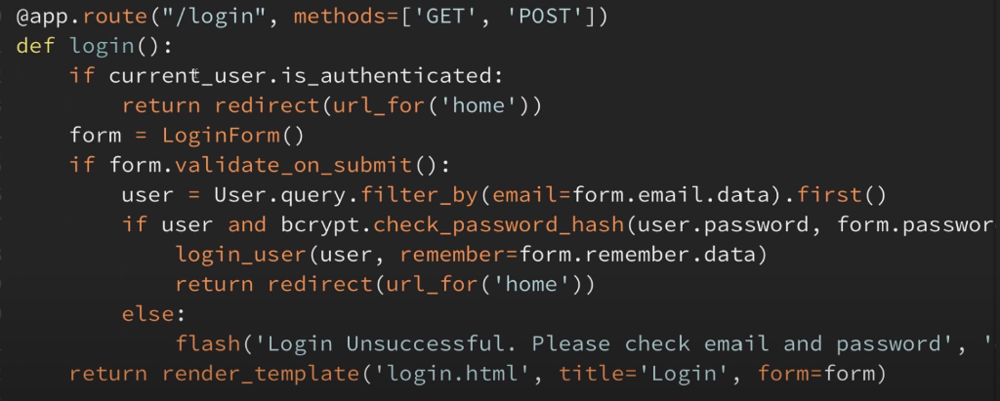 @app.route("/login", methods=['GET', 'POST'])
def login():
    if current_user.is_authenticated:
        return redirect(url_for('home'))
    form = LoginForm()
    if form.validate_on_submit():
        user = User.query.filter_by(email=form.email.data).first()
        if user and bcrypt.check_password_hash(user.password, form.passwor
            login_user(user, remember=form.remember.data)
            return redirect(url_for('home'))
        else:
            flash('Login Unsuccessful. Please check email and password', '
    return render_template('login.html', title='Login', form=form)